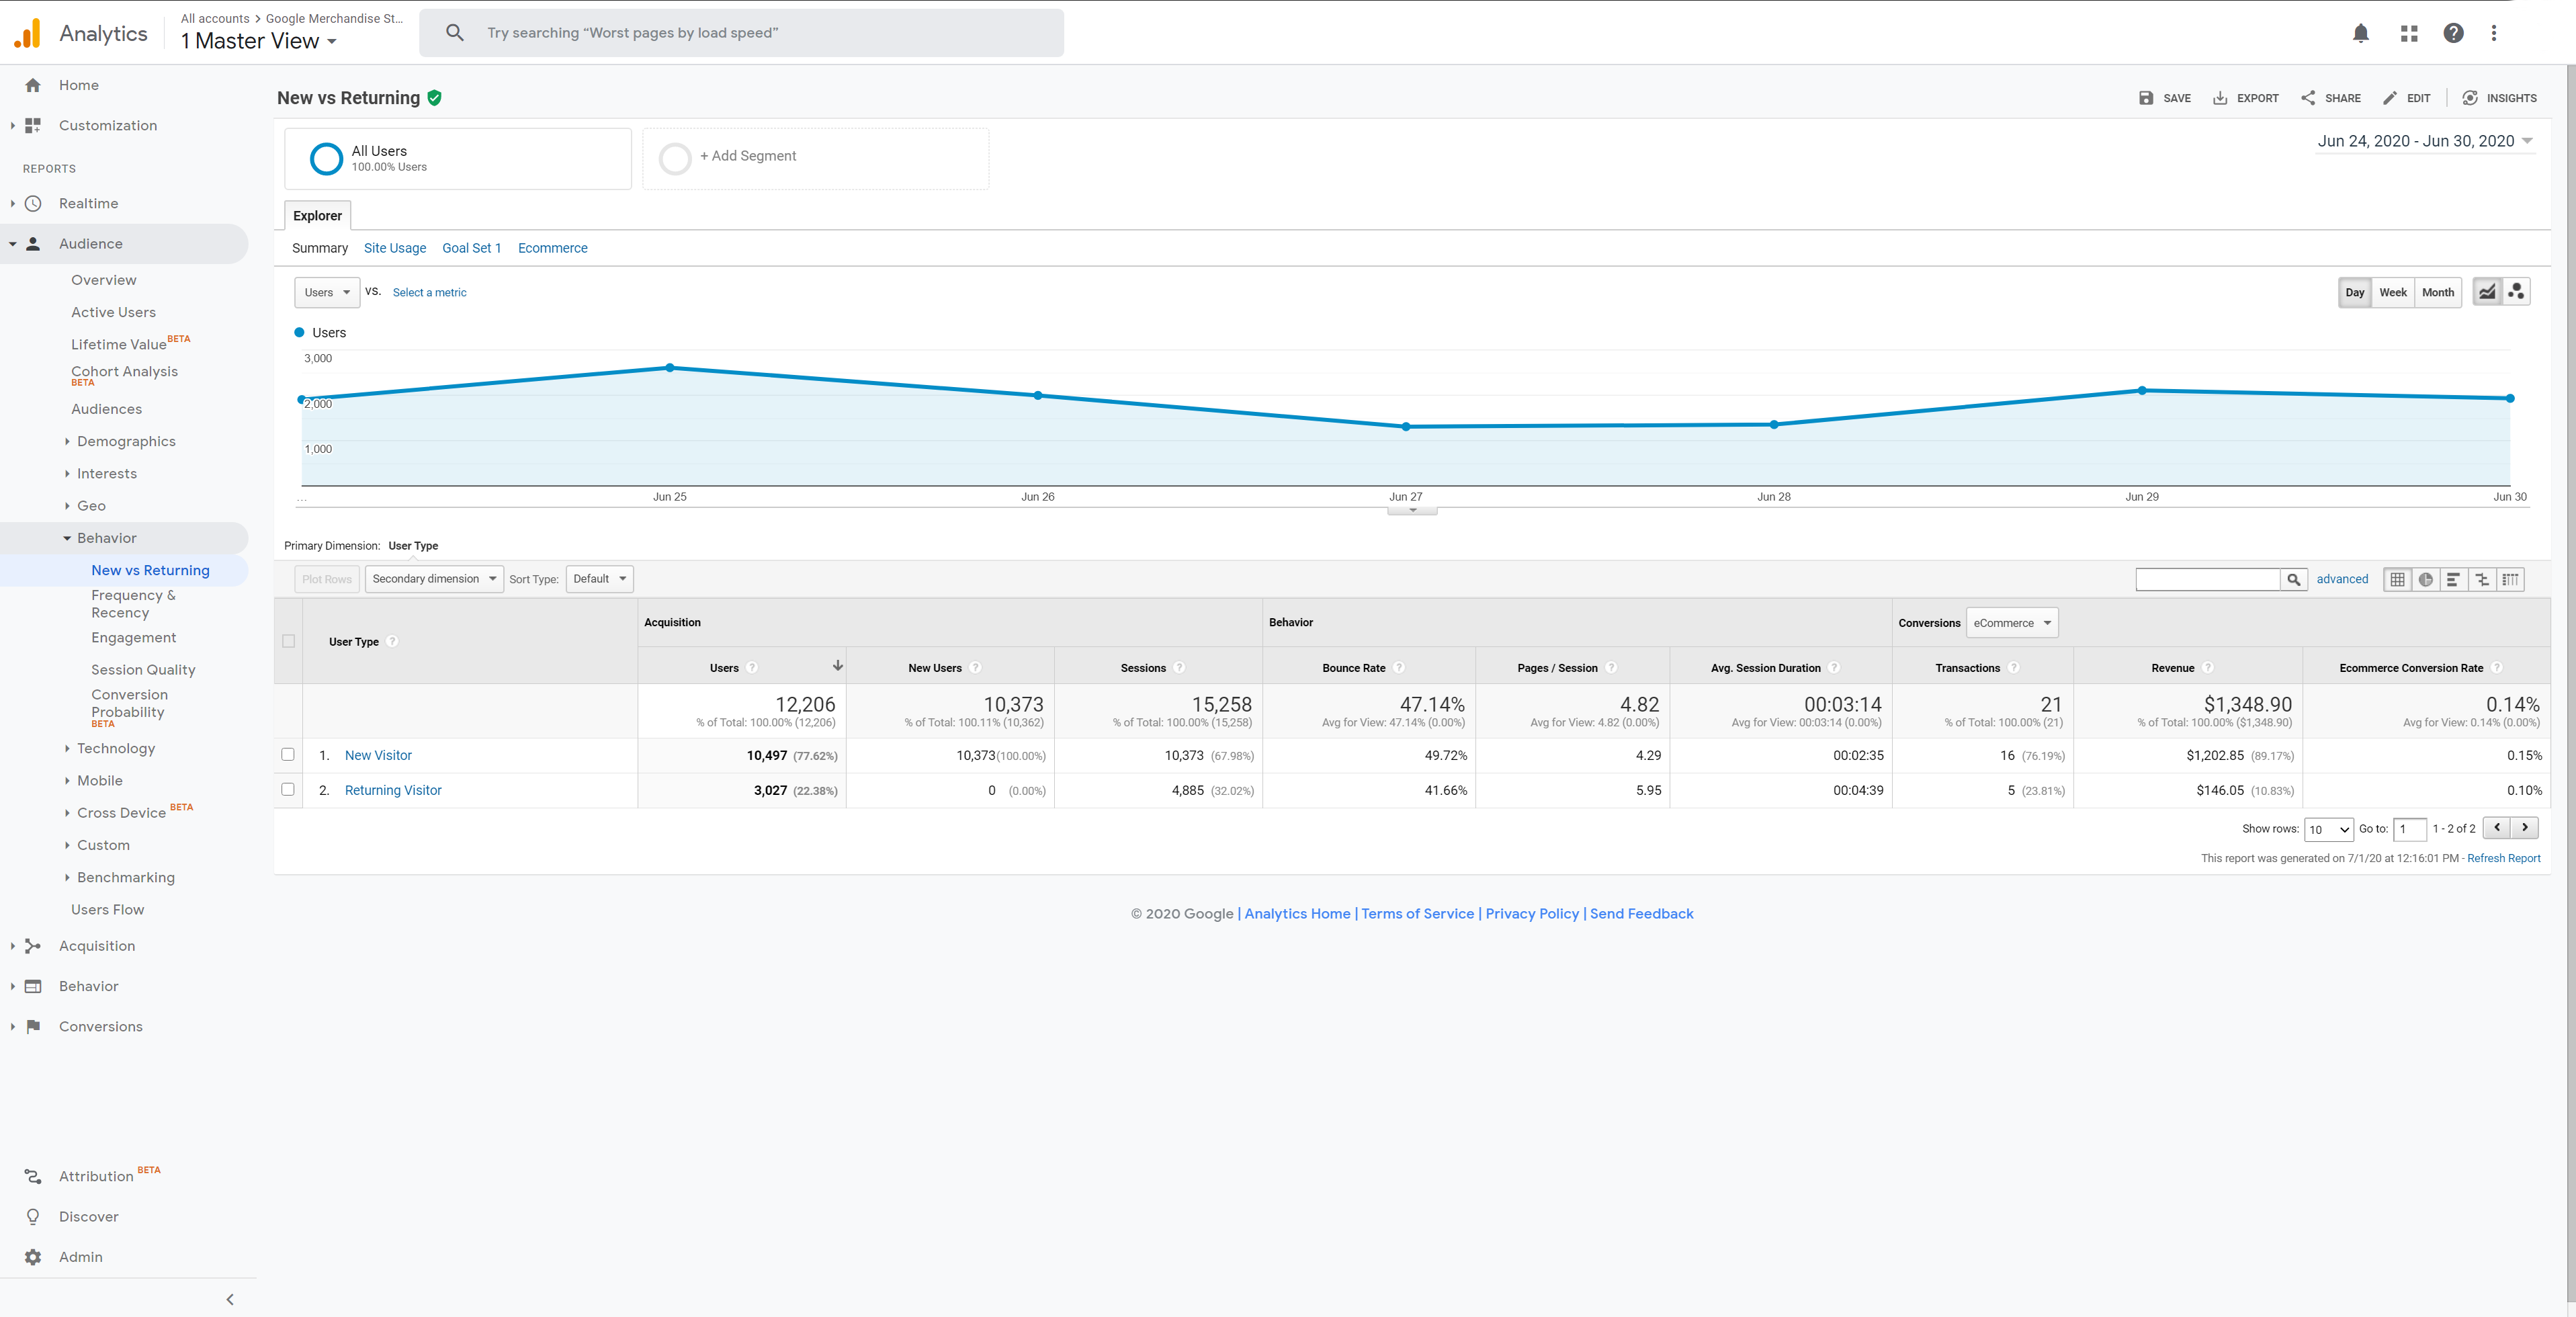 Analytics
All accounts > Google Merchandise St...
1 Master View
Try searching “Worst pages by load speed”
Home
Customization
REPORTS
Realtime
Audience
Overview
Active Users
Lifetime Value BETA
Cohort Analysis
BETA
Audiences
Demographics
Interests
Geo
Behavior
New vs Returning
Frequency &
Recency
Engagement
Session Quality
Conversion
Probability
BETA
Technology
Mobile
Cross Device BETA
Custom
Benchmarking
Users Flow
Acquisition
Behavior
Conversions
Attribution BETA
Discover
Admin
New vs Returning
SAVE EXPORT SHARE EDIT INSIGHTS
All Users
100.00% Users
+ Add Segment
Jun 24, 2020 - Jun 30, 2020
Explorer
Summary Site Usage Goal Set 1 Ecommerce
Users VS. Select a metric
Day Week Month
Users
3,000
2,000
1,000
... Jun 25 Jun 26 Jun 27 Jun 28 Jun 29 Jun 30
Primary Dimension: User Type
Plot Rows Secondary dimension Sort Type: Default advanced
User Type ? Acquisition Behavior Conversions eCommerce
Users ? New Users ? Sessions ? Bounce Rate ? Pages / Session ? Avg. Session Duration ? Transactions ? Revenue ? Ecommerce Conversion Rate ?
12,206 10,373 15,258 47.14% 4.82 00:03:14 21 $1,348.90 0.14%
% of Total: 100.00% (12,206) % of Total: 100.11% (10,362) % of Total: 100.00% (15,258) Avg for View: 47.14% (0.00%) Avg for View: 4.82 (0.00%) Avg for View: 00:03:14 (0.00%) % of Total: 100.00% (21) % of Total: 100.00% ($1,348.90) Avg for View: 0.14% (0.00%)
1. New Visitor 10,497 (77.62%) 10,373(100.00%) 10,373 (67.98%) 49.72% 4.29 00:02:35 16 (76.19%) $1,202.85 (89.17%) 0.15%
2. Returning Visitor 3,027 (22.38%) 0 (0.00%) 4,885 (32.02%) 41.66% 5.95 00:04:39 5 (23.81%) $146.05 (10.83%) 0.10%
Show rows: 10 Go to: 1 1 - 2 of 2
This report was generated on 7/1/20 at 12:16:01 PM - Refresh Report
© 2020 Google | Analytics Home | Terms of Service | Privacy Policy | Send Feedback